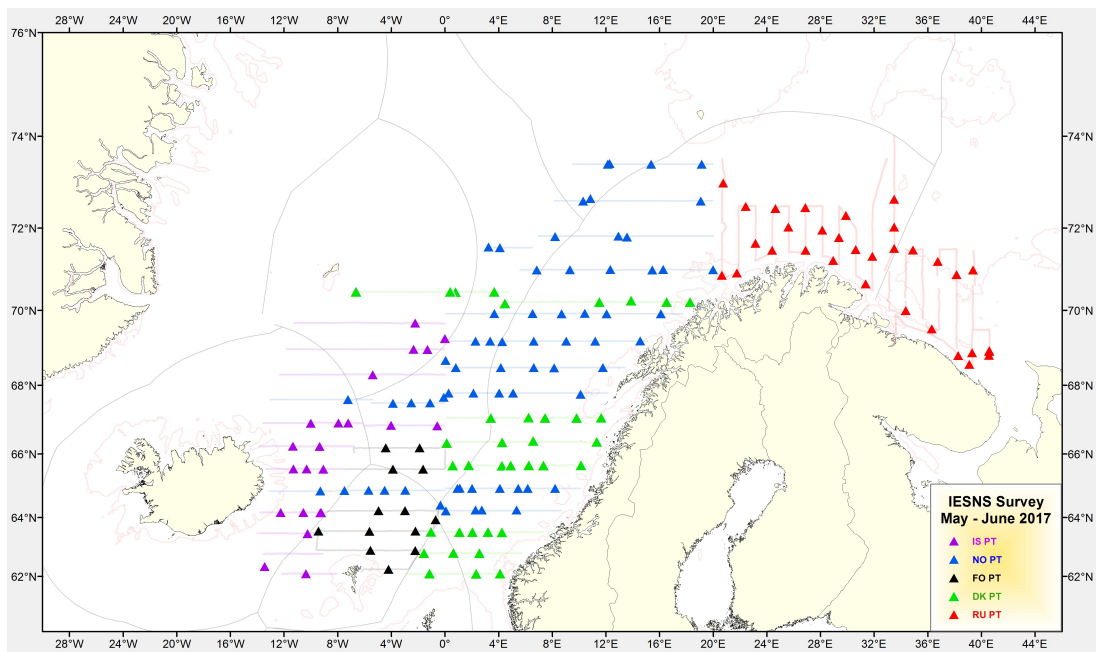 28°W 24°W 20°W 16°W 12°W 8°W 4°W 0° 4°E 8°E 12°E 16°E 20°E 24°E 28°E 32°E 36°E 40°E 44°E
76°N
74°N 74°N
72°N 72°N
70°N 70°N
68°N 68°N
66°N 66°N
64°N 64°N
62°N 62°N
IESNS Survey
May - June 2017
IS PT
NO PT
FO PT
DK PT
RU PT
28°W 24°W 20°W 16°W 12°W 8°W 4°W 0° 4°E 8°E 12°E 16°E 20°E 24°E 28°E 32°E 36°E 40°E 44°E